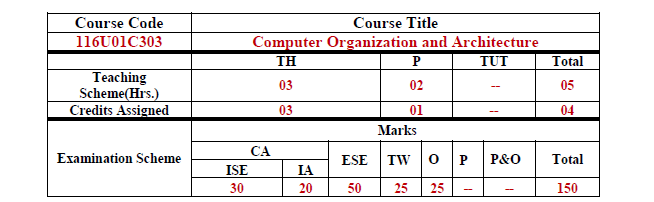 Course Code Course Title
116U01C303 Computer Organization and Architecture
TH P TUT Total
Teaching Scheme(Hrs.) 03 02 -- 05
Credits Assigned 03 01 -- 04
Examination Scheme Marks
CA ESE TW O P P&O Total
ISE IA
30 20 50 25 25 -- -- 150